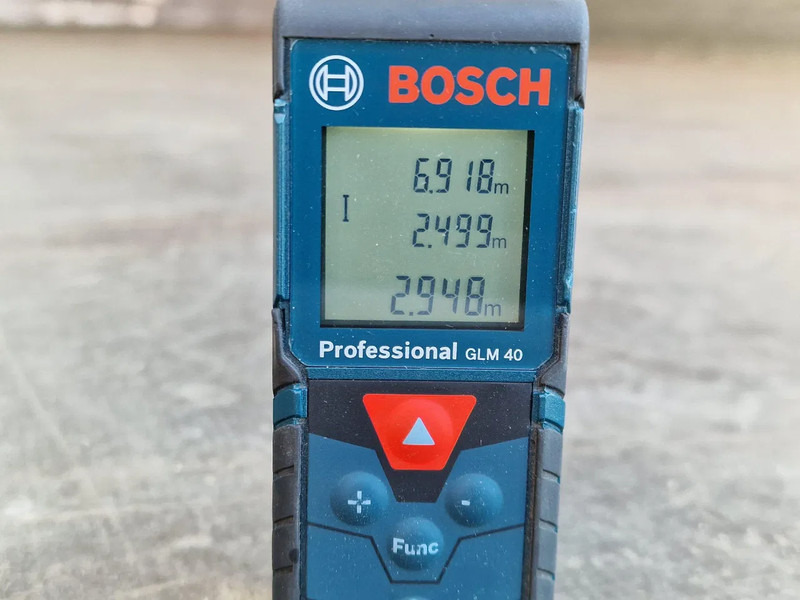 BOSCH
6.918m
2.499m
2.948m
Professional GLM 40
+ -
Func